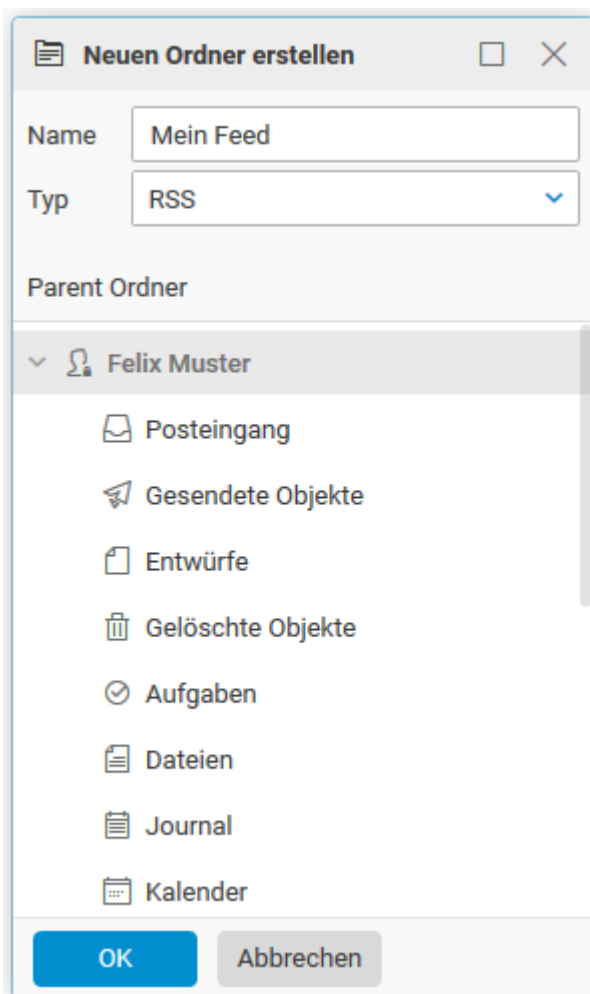 Neuen Ordner erstellen
Name Mein Feed
Typ RSS
Parent Ordner
Felix Muster
Posteingang
Gesendete Objekte
Entwürfe
Gelöschte Objekte
Aufgaben
Dateien
Journal
Kalender
OK Abbrechen